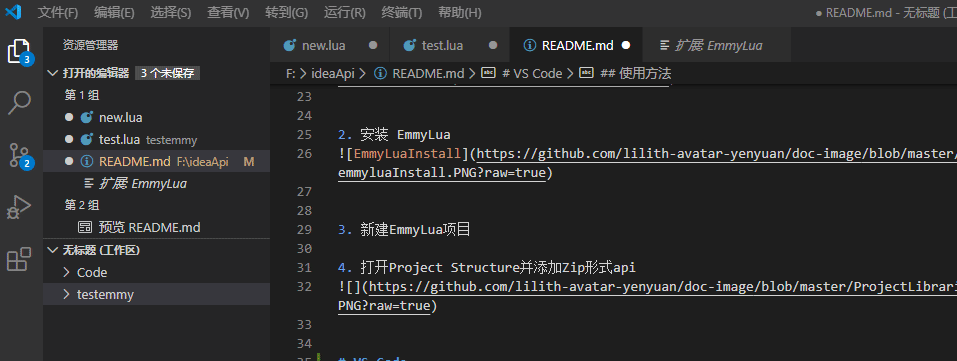 文件(F) 编辑(E) 选择(S) 查看(V) 转到(G) 运行(R) 终端(T) 帮助(H) ● README.md - 无标题 (工
资源管理器
new.lua
test.lua
README.md
扩展 EmmyLua
3
打开的编辑器 3 个未保存
F: > ideaApi > README.md > # VS Code > ## 使用方法
第 1 组
new.lua
test.lua testemmy
README.md F:\ideaApi M
扩展 EmmyLua
第 2 组
预览 README.md
无标题 (工作区)
Code
testemmy
2
23
24
25 2. 安装 EmmyLua
26 ![EmmyLuaInstall](https://github.com/lilith-avatar-yenyuan/doc-image/blob/master/
emmyluaInstall.PNG?raw=true)
27
28
29 3. 新建EmmyLua项目
30
31 4. 打开Project Structure并添加Zip形式api
32 ![](https://github.com/lilith-avatar-yenyuan/doc-image/blob/master/ProjectLibrari
PNG?raw=true)
33
34
35 # VS Code